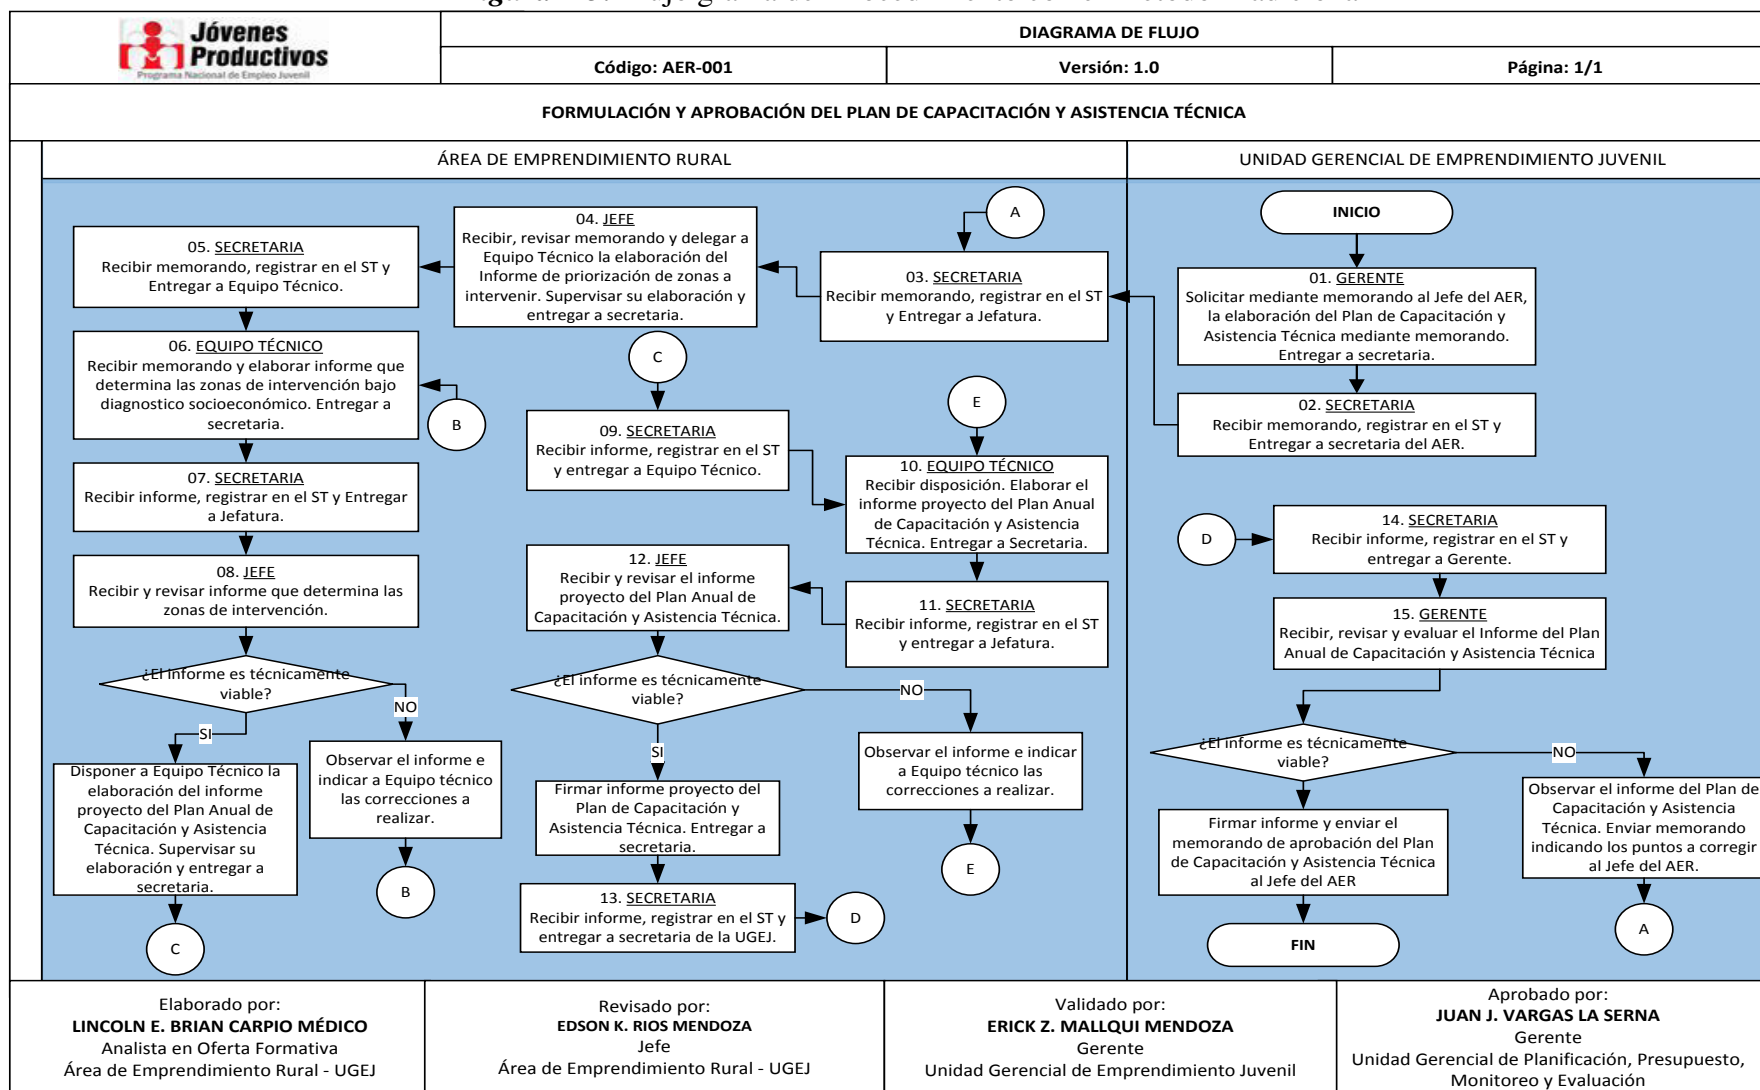 Jóvenes
Productivos
Programa Nacional de Empleo Juvenil
DIAGRAMA DE FLUJO
Código: AER-001
Versión: 1.0
Página: 1/1
FORMULACIÓN Y APROBACIÓN DEL PLAN DE CAPACITACIÓN Y ASISTENCIA TÉCNICA
ÁREA DE EMPRENDIMIENTO RURAL
UNIDAD GERENCIAL DE EMPRENDIMIENTO JUVENIL
INICIO
01. GERENTE
Solicitar mediante memorando al Jefe del AER,
la elaboración del Plan de Capacitación y
Asistencia Técnica mediante memorando.
Entregar a secretaria.
02. SECRETARIA
Recibir memorando, registrar en el ST y
Entregar a secretaria del AER.
A
03. SECRETARIA
Recibir memorando, registrar en el ST
y Entregar a Jefatura.
04. JEFE
Recibir, revisar memorando y delegar a
Equipo Técnico la elaboración del
Informe de priorización de zonas a
intervenir. Supervisar su elaboración y
entregar a secretaria.
05. SECRETARIA
Recibir memorando, registrar en el ST y
Entregar a Equipo Técnico.
06. EQUIPO TÉCNICO
Recibir memorando y elaborar informe que
determina las zonas de intervención bajo
diagnostico socioeconómico. Entregar a
secretaria.
B
07. SECRETARIA
Recibir informe, registrar en el ST y Entregar
a Jefatura.
08. JEFE
Recibir y revisar informe que determina las
zonas de intervención.
¿El informe es técnicamente
viable?
SI
NO
Disponer a Equipo Técnico la
elaboración del informe
proyecto del Plan Anual de
Capacitación y Asistencia
Técnica. Supervisar su
elaboración y entregar a
secretaria.
C
Observar el informe e
indicar a Equipo técnico
las correcciones a
realizar.
B
C
09. SECRETARIA
Recibir informe, registrar en el ST
y entregar a Equipo Técnico.
E
10. EQUIPO TÉCNICO
Recibir disposición. Elaborar el
informe proyecto del Plan Anual
de Capacitación y Asistencia
Técnica. Entregar a Secretaria.
11. SECRETARIA
Recibir informe, registrar en el ST
y entregar a Jefatura.
12. JEFE
Recibir y revisar el informe
proyecto del Plan Anual de
Capacitación y Asistencia Técnica.
¿El informe es técnicamente
viable?
NO
SI
Observar el informe e indicar
a Equipo técnico las
correcciones a realizar.
E
Firmar informe proyecto del
Plan de Capacitación y
Asistencia Técnica. Entregar a
secretaria.
13. SECRETARIA
Recibir informe, registrar en el ST y
entregar a secretaria de la UGEJ.
D
D
14. SECRETARIA
Recibir informe, registrar en el ST y
entregar a Gerente.
15. GERENTE
Recibir, revisar y evaluar el Informe del Plan
Anual de Capacitación y Asistencia Técnica
¿El informe es técnicamente
viable?
NO
Firmar informe y enviar el
memorando de aprobación del Plan
de Capacitación y Asistencia Técnica
al Jefe del AER
FIN
Observar el informe del Plan de
Capacitación y Asistencia
Técnica. Enviar memorando
indicando los puntos a corregir
al Jefe del AER.
A
Elaborado por:
LINCOLN E. BRIAN CARPIO MÉDICO
Analista en Oferta Formativa
Área de Emprendimiento Rural - UGEJ
Revisado por:
EDSON K. RIOS MENDOZA
Jefe
Área de Emprendimiento Rural - UGEJ
Validado por:
ERICK Z. MALLQUI MENDOZA
Gerente
Unidad Gerencial de Emprendimiento Juvenil
Aprobado por:
JUAN J. VARGAS LA SERNA
Gerente
Unidad Gerencial de Planificación, Presupuesto,
Monitoreo y Evaluación